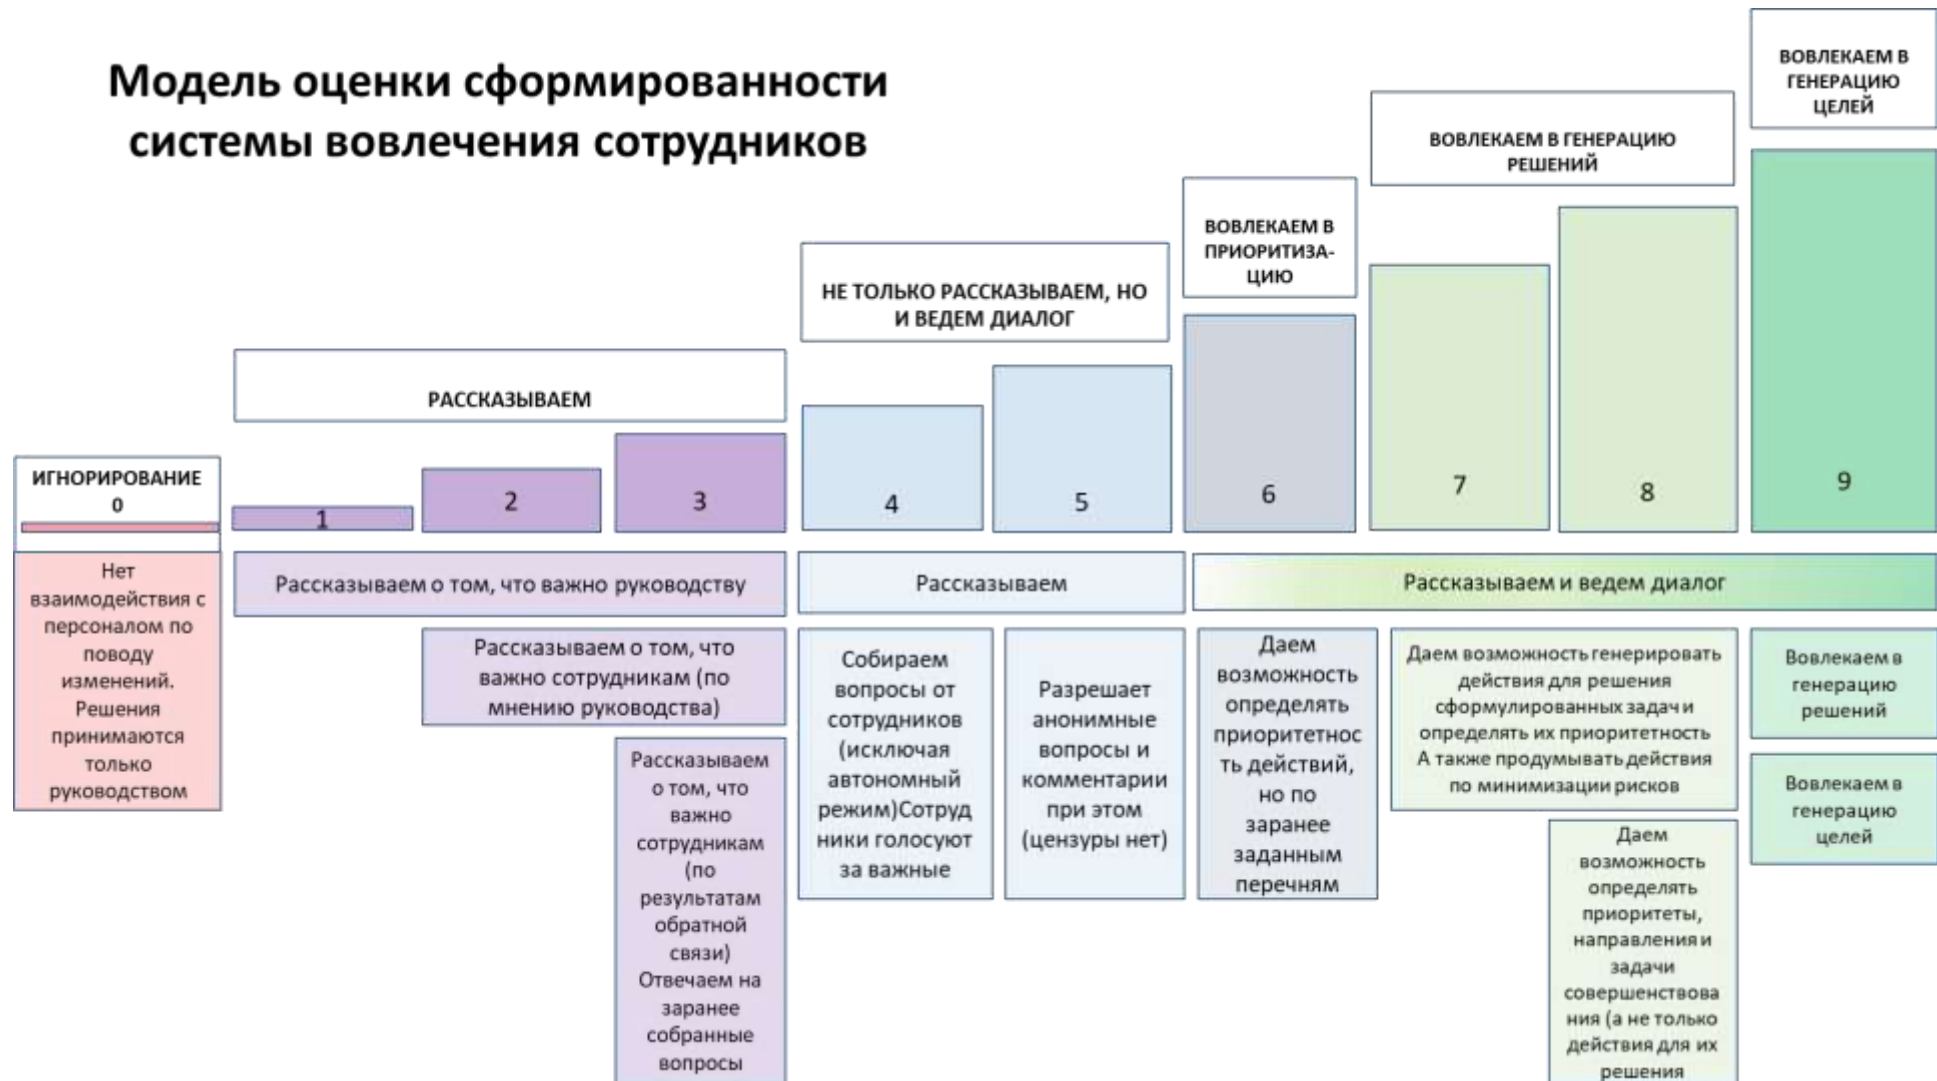 Модель оценки сформированности
системы вовлечения сотрудников
ВОВЛЕКАЕМ В
ГЕНЕРАЦИЮ
ЦЕЛЕЙ
ВОВЛЕКАЕМ В ГЕНЕРАЦИЮ
РЕШЕНИЙ
ВОВЛЕКАЕМ В
ПРИОРИТИЗА-
ЦИЮ
НЕ ТОЛЬКО РАССКАЗЫВАЕМ, НО
И ВЕДЕМ ДИАЛОГ
РАССКАЗЫВАЕМ
ИГНОРИРОВАНИЕ
0
1
2
3
4
5
6
7
8
9
Нет
взаимодействия с
персоналом по
поводу
изменений.
Решения
принимаются
только
руководством
Рассказываем о том, что важно руководству
Рассказываем о том, что
важно сотрудникам (по
мнению руководства)
Рассказываем
о том, что
важно
сотрудникам
(по
результатам
обратной
связи)
Отвечаем на
заранее
собранные
вопросы
Рассказываем
Собираем
вопросы от
сотрудников
(исключая
автономный
режим)Сотруд
ники голосуют
за важные
Разрешает
анонимные
вопросы и
комментарии
при этом
(цензуры нет)
Рассказываем и ведем диалог
Даем
возможность
определять
приоритетнос
ть действий,
но по
заранее
заданным
перечням
Даем возможность генерировать
действия для решения
сформулированных задач и
определять их приоритетность
А также продумывать действия
по минимизации рисков
Даем
возможность
определять
приоритеты,
направления и
задачи
совершенствова
ния (а не только
действия для их
решения
Вовлекаем в
генерацию
решений
Вовлекаем в
генерацию
целей